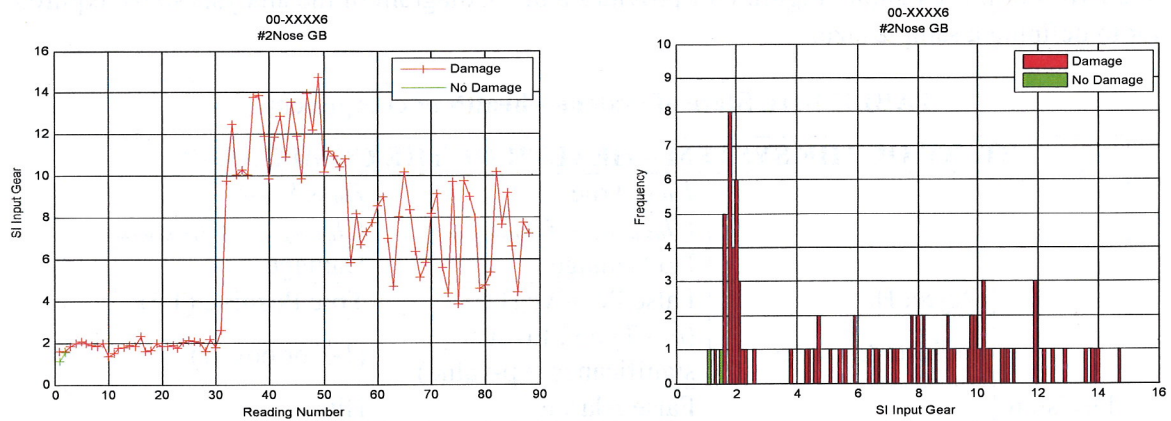 00-XXXX6
#2Nose GB
16
14
12
10
8
6
4
2
0
SI Input Gear
Damage
No Damage
0 10 20 30 40 50 60 70 80 90
Reading Number
00-XXXX6
#2Nose GB
10
9
8
7
6
5
4
3
2
1
0
Frequency
Damage
No Damage
0 2 4 6 8 10 12 14 16
SI Input Gear